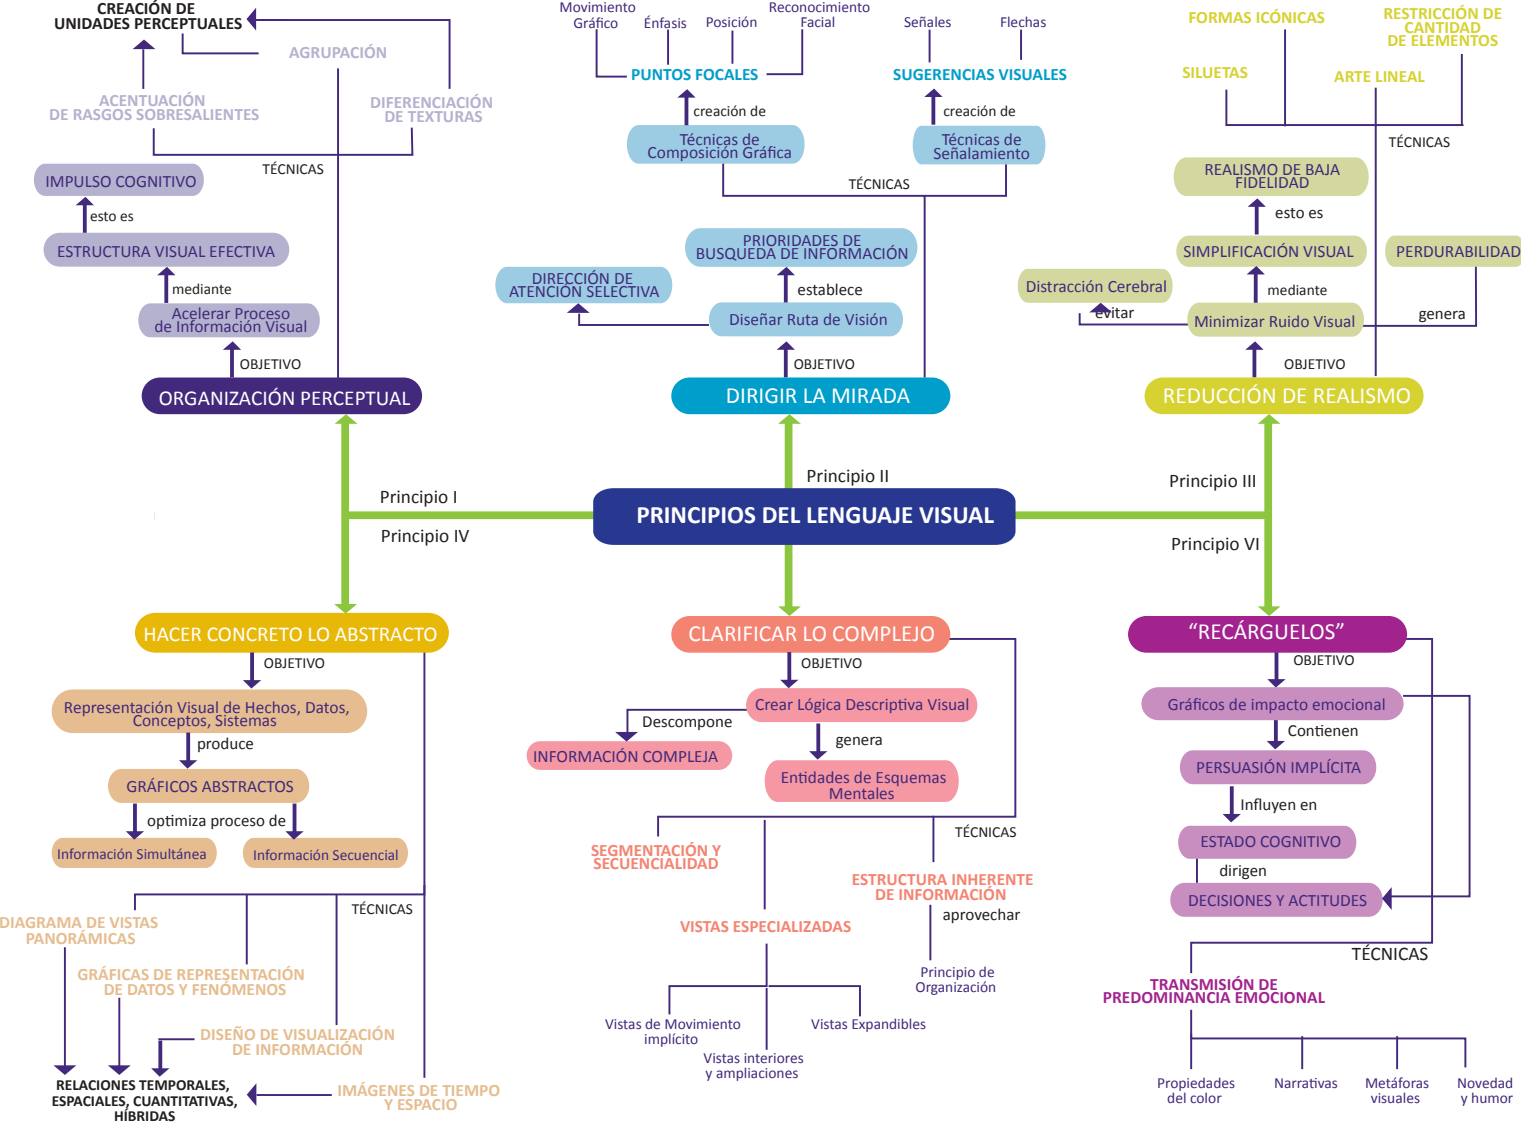 CREACIÓN DE
UNIDADES PERCEPTUALES
AGRUPACIÓN
ACENTUACIÓN
DE RASGOS SOBRESALIENTES
DIFERENCIACIÓN
DE TEXTURAS
TÉCNICAS
IMPULSO COGNITIVO
esto es
ESTRUCTURA VISUAL EFECTIVA
mediante
Acelerar Proceso
de Información Visual
OBJETIVO
ORGANIZACIÓN PERCEPTUAL
Movimiento
Gráfico
Énfasis
Posición
Reconocimiento
Facial
Señales
Flechas
PUNTOS FOCALES
SUGERENCIAS VISUALES
creación de
creación de
Técnicas de
Composición Gráfica
Técnicas de
Señalamiento
TÉCNICAS
PRIORIDADES DE
BUSQUEDA DE INFORMACIÓN
DIRECCIÓN DE
ATENCIÓN SELECTIVA
establece
Diseñar Ruta de Visión
OBJETIVO
DIRIGIR LA MIRADA
FORMAS ICÓNICAS
RESTRICCIÓN DE
CANTIDAD
DE ELEMENTOS
SILUETAS
ARTE LINEAL
TÉCNICAS
REALISMO DE BAJA
FIDELIDAD
esto es
SIMPLIFICACIÓN VISUAL
PERDURABILIDAD
Distracción Cerebral
mediante
evitar
Minimizar Ruido Visual
genera
OBJETIVO
REDUCCIÓN DE REALISMO
Principio I
Principio II
Principio III
PRINCIPIOS DEL LENGUAJE VISUAL
Principio IV
Principio VI
HACER CONCRETO LO ABSTRACTO
OBJETIVO
Representación Visual de Hechos, Datos,
Conceptos, Sistemas
produce
GRÁFICOS ABSTRACTOS
optimiza proceso de
Información Simultánea
Información Secuencial
TÉCNICAS
DIAGRAMA DE VISTAS
PANORÁMICAS
GRÁFICAS DE REPRESENTACIÓN
DE DATOS Y FENÓMENOS
DISEÑO DE VISUALIZACIÓN
DE INFORMACIÓN
IMÁGENES DE TIEMPO
Y ESPACIO
RELACIONES TEMPORALES,
ESPACIALES, CUANTITATIVAS,
HÍBRIDAS
CLARIFICAR LO COMPLEJO
OBJETIVO
Crear Lógica Descriptiva Visual
Descompone
genera
INFORMACIÓN COMPLEJA
Entidades de Esquemas
Mentales
TÉCNICAS
SEGMENTACIÓN Y
SECUENCIALIDAD
ESTRUCTURA INHERENTE
DE INFORMACIÓN
aprovechar
VISTAS ESPECIALIZADAS
Principio de
Organización
Vistas de Movimiento
implícito
Vistas Expandibles
Vistas interiores
y ampliaciones
“RECÁRGUELOS”
OBJETIVO
Gráficos de impacto emocional
Contienen
PERSUASIÓN IMPLÍCITA
Influyen en
ESTADO COGNITIVO
dirigen
DECISIONES Y ACTITUDES
TÉCNICAS
TRANSMISIÓN DE
PREDOMINANCIA EMOCIONAL
Propiedades
del color
Narrativas
Metáforas
visuales
Novedad
y humor